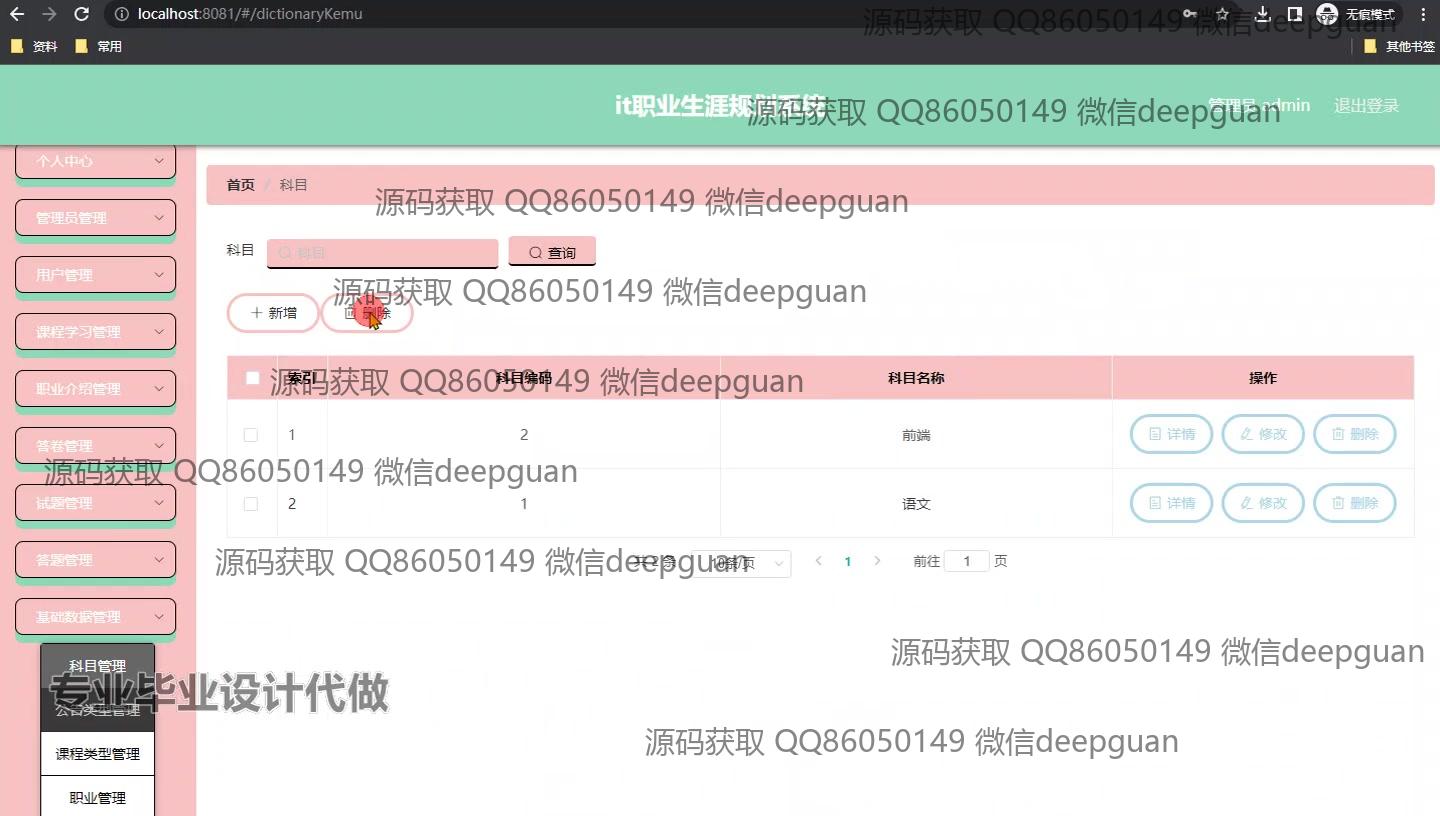 localhost:8081/#/dictionaryKemu
无痕模式
源码获取 QQ86050149 微信deepguan
资料
常用
其他书签
it职业生涯规划系统
管理员 admin
退出登录
源码获取 QQ86050149 微信deepguan
个人中心
首页 / 科目
源码获取 QQ86050149 微信deepguan
管理员管理
科目
科目
查询
用户管理
源码获取 QQ86050149 微信deepguan
新增
删除
课程学习管理
索引
科目编码
科目名称
操作
源码获取 QQ86050149 微信deepguan
职业介绍管理
1
2
前端
详情
修改
删除
答卷管理
源码获取 QQ86050149 微信deepguan
试题管理
2
1
语文
详情
修改
删除
答题管理
源码获取 QQ86050149 微信deepguan
共 2 条
10条/页
1
前往
1
页
基础数据管理
源码获取 QQ86050149 微信deepguan
科目管理
专业毕业设计代做
公告类型管理
源码获取 QQ86050149 微信deepguan
课程类型管理
职业管理